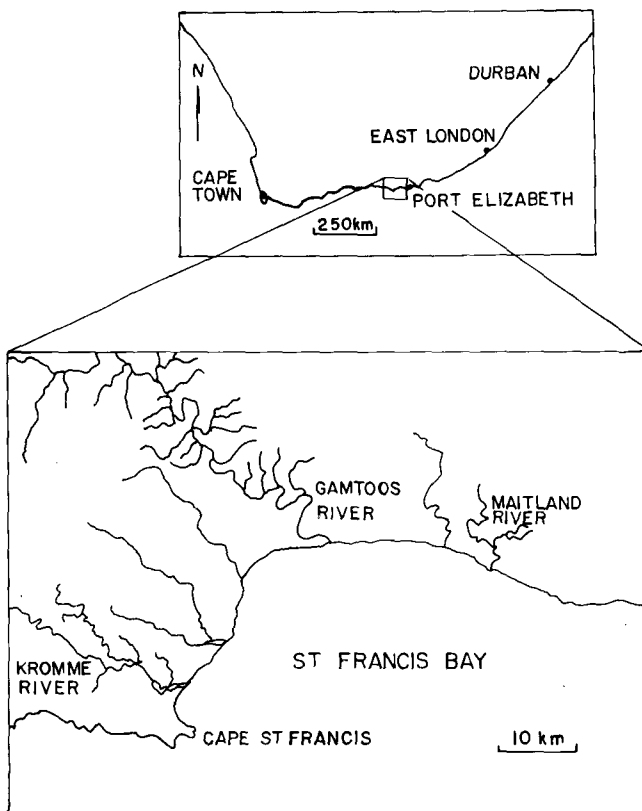 N
DURBAN
EAST LONDON
CAPE
TOWN
PORT ELIZABETH
250km
GAMTOOS
RIVER
MAITLAND
RIVER
ST FRANCIS BAY
KROMME
RIVER
CAPE ST FRANCIS
10 km